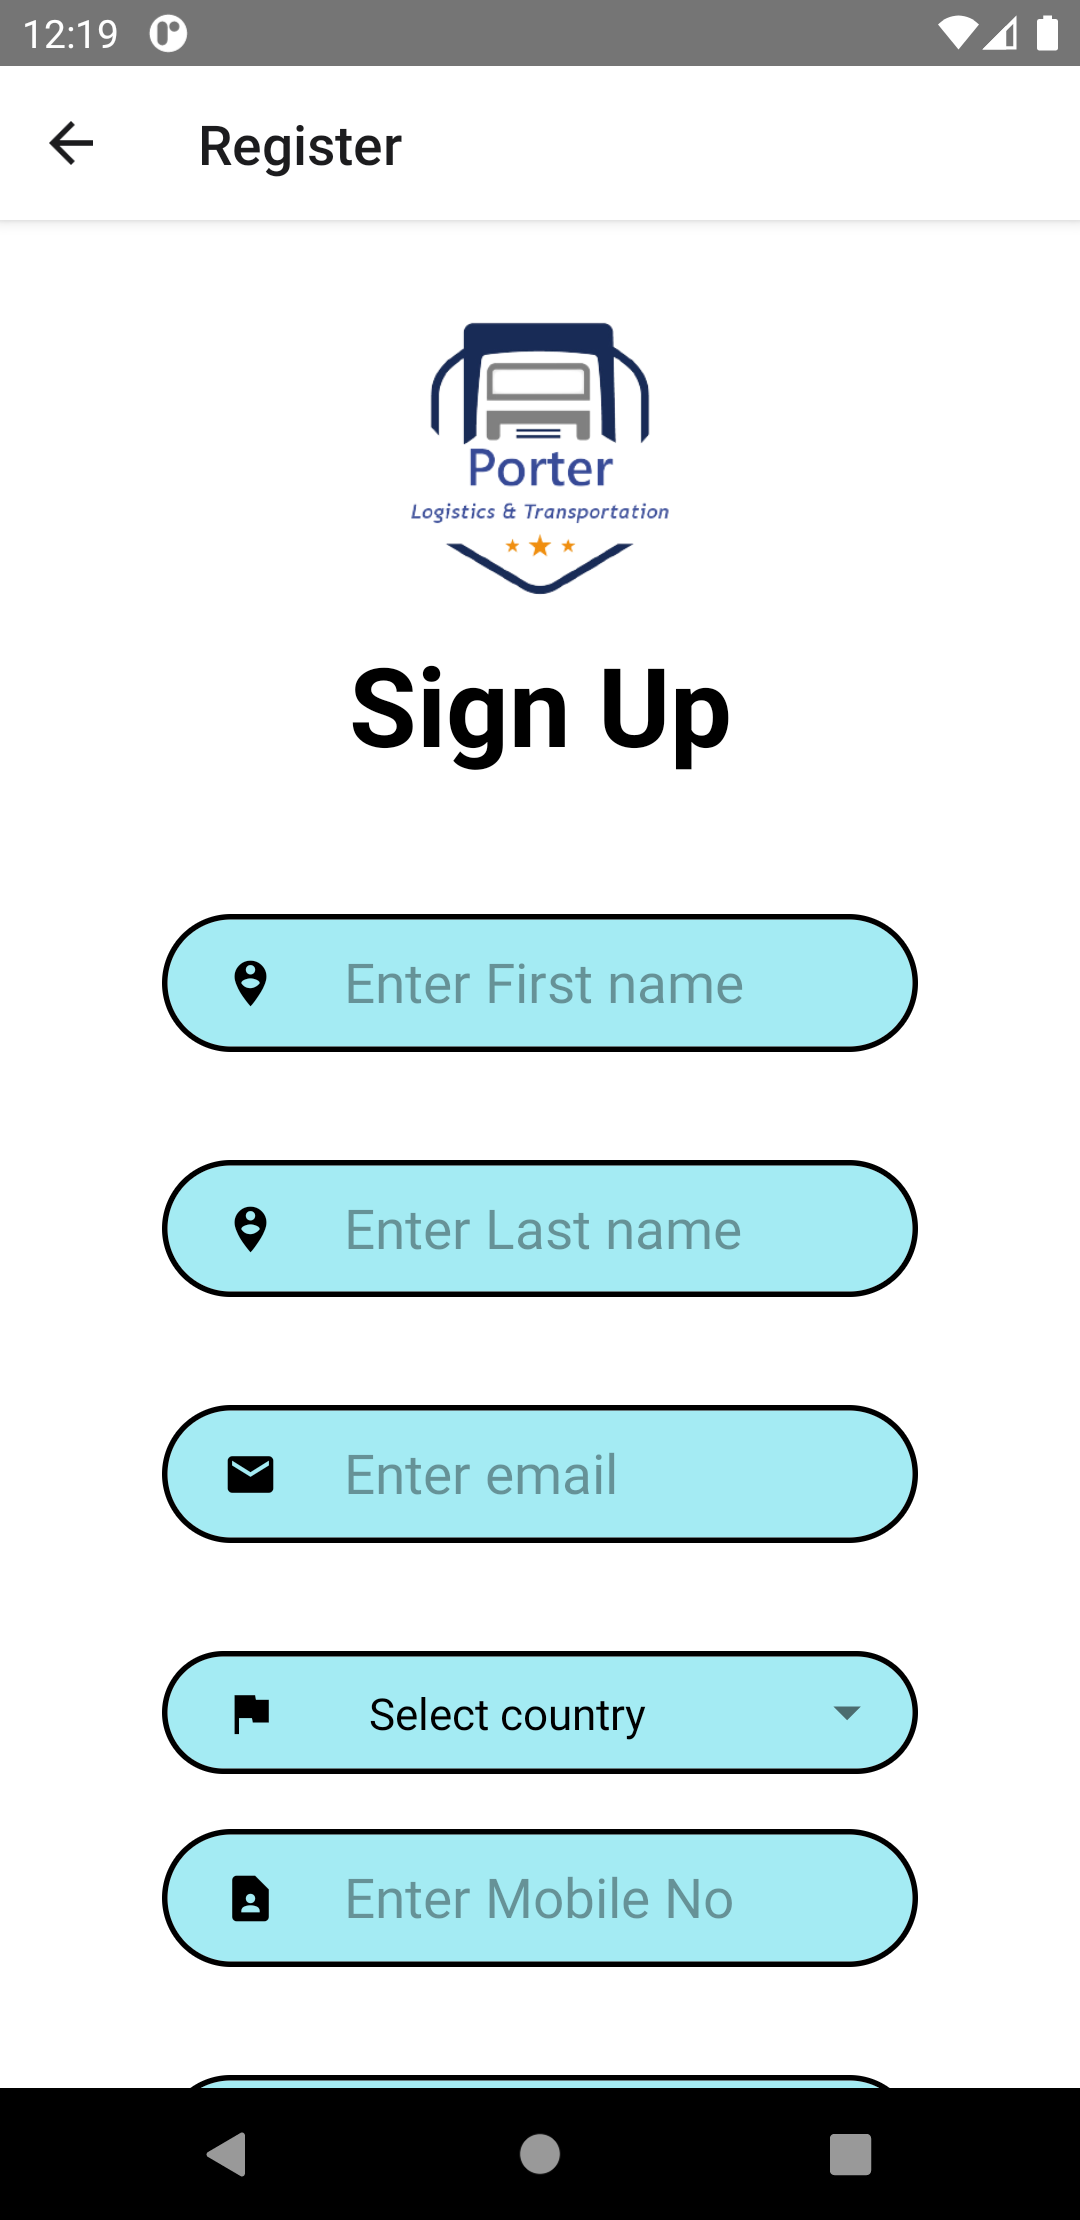 12:19
Register
Porter
Logistics & Transportation
Sign Up
Enter First name
Enter Last name
Enter email
Select country
Enter Mobile No